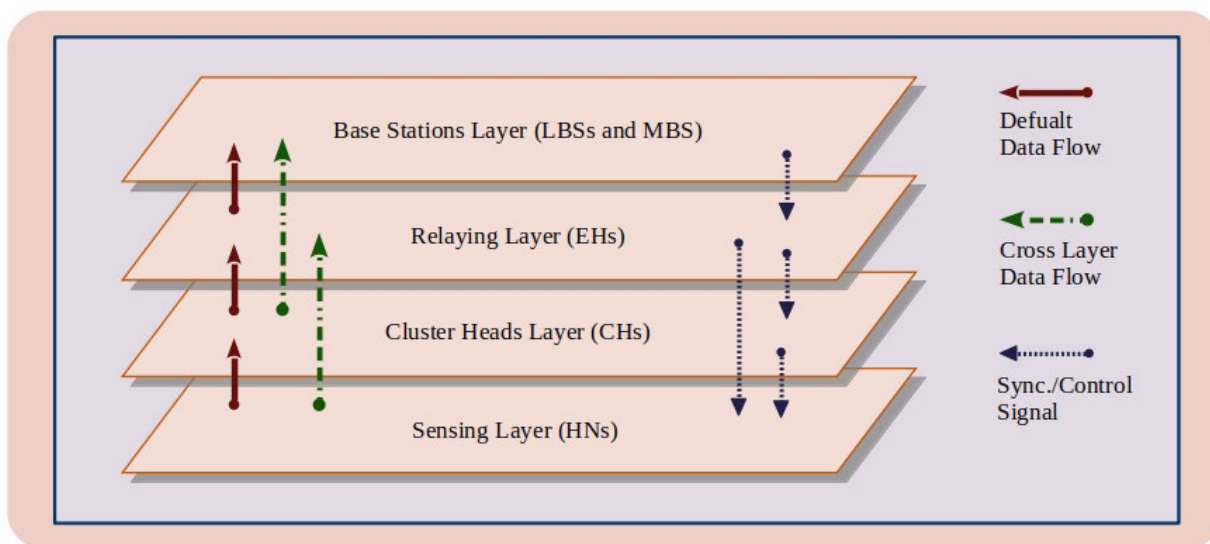 Base Stations Layer (LBSs and MBS)
Relaying Layer (EHs)
Cluster Heads Layer (CHs)
Sensing Layer (HNs)
Defualt
Data Flow
Cross Layer
Data Flow
Sync./Control
Signal